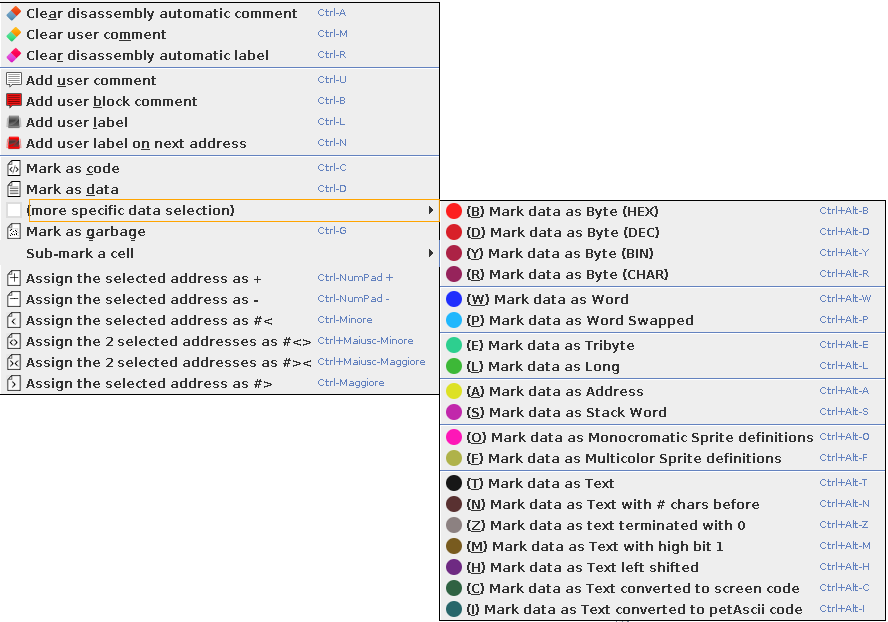 Clear disassembly automatic comment Ctrl-A
Clear user comment Ctrl-M
Clear disassembly automatic label Ctrl-R
Add user comment Ctrl-U
Add user block comment Ctrl-B
Add user label Ctrl-L
Add user label on next address Ctrl-N
Mark as code Ctrl-C
Mark as data Ctrl-D
(more specific data selection)
Mark as garbage Ctrl-G
Sub-mark a cell
Assign the selected address as + Ctrl-NumPad +
Assign the selected address as - Ctrl-NumPad -
Assign the selected address as #< Ctrl-Minore
Assign the 2 selected addresses as #<> Ctrl+Maiusc-Minore
Assign the 2 selected addresses as #>< Ctrl+Maiusc-Maggiore
Assign the selected address as #> Ctrl-Maggiore
(B) Mark data as Byte (HEX) Ctrl+Alt-B
(D) Mark data as Byte (DEC) Ctrl+Alt-D
(Y) Mark data as Byte (BIN) Ctrl+Alt-Y
(R) Mark data as Byte (CHAR) Ctrl+Alt-R
(W) Mark data as Word Ctrl+Alt-W
(P) Mark data as Word Swapped Ctrl+Alt-P
(E) Mark data as Tribyte Ctrl+Alt-E
(L) Mark data as Long Ctrl+Alt-L
(A) Mark data as Address Ctrl+Alt-A
(S) Mark data as Stack Word Ctrl+Alt-S
(O) Mark data as Monocromatic Sprite definitions Ctrl+Alt-O
(F) Mark data as Multicolor Sprite definitions Ctrl+Alt-F
(T) Mark data as Text Ctrl+Alt-T
(N) Mark data as Text with # chars before Ctrl+Alt-N
(Z) Mark data as text terminated with 0 Ctrl+Alt-Z
(M) Mark data as Text with high bit 1 Ctrl+Alt-M
(H) Mark data as Text left shifted Ctrl+Alt-H
(C) Mark data as Text converted to screen code Ctrl+Alt-C
(I) Mark data as Text converted to petAscii code Ctrl+Alt-I